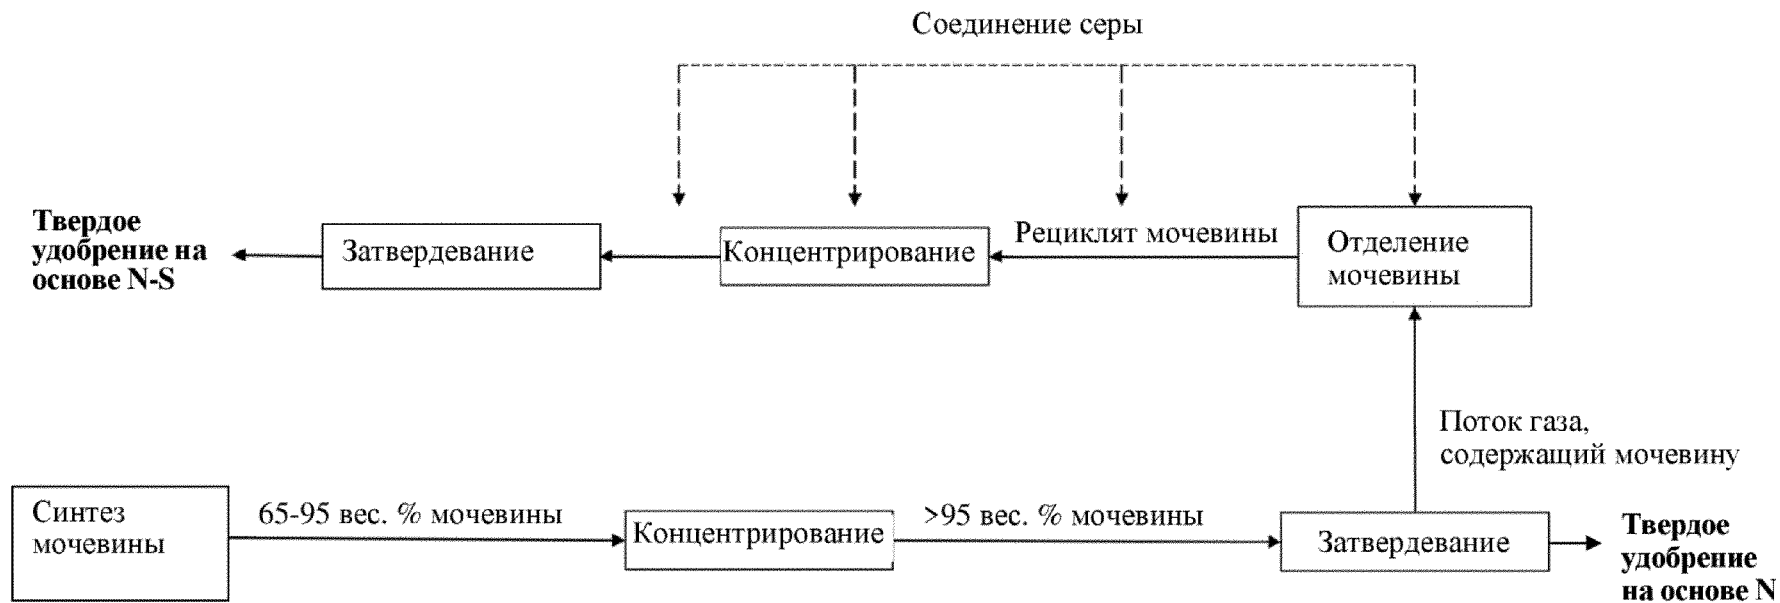 Соединение серы
Твердое
удобрение на
основе N-S
Затвердевание
Концентрирование
Рециклят мочевины
Отделение
мочевины
Поток газа,
содержащий мочевину
Синтез
мочевины
65-95 вес. % мочевины
Концентрирование
>95 вес. % мочевины
Затвердевание
Твердое
удобрение
на основе N